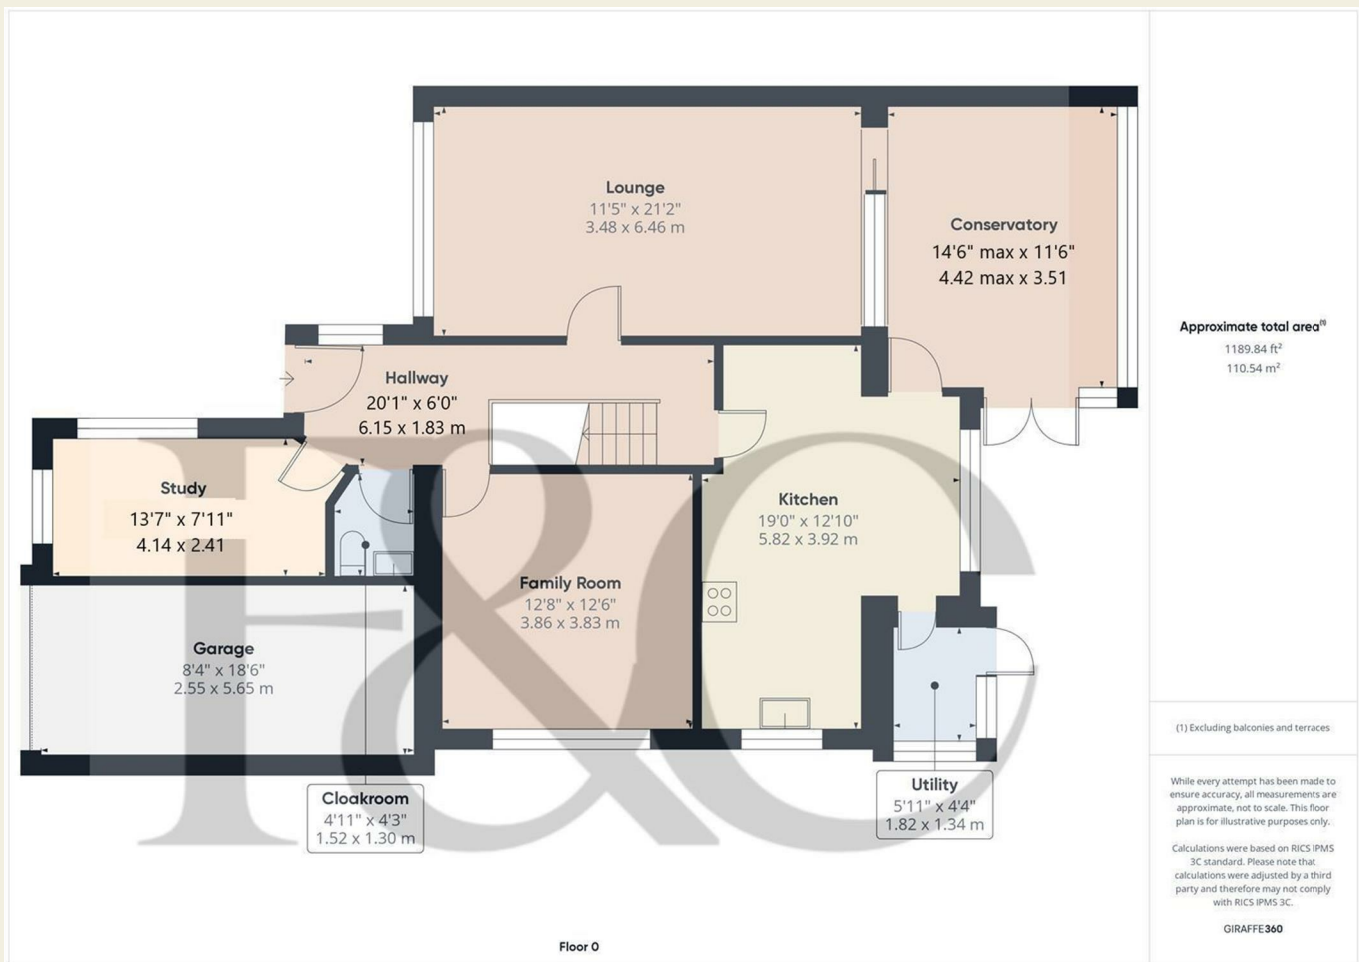 Lounge
11'5" x 21'2"
3.48 x 6.46 m
Conservatory
14'6" max x 11'6"
4.42 max x 3.51
Hallway
20'1" x 6'0"
6.15 x 1.83 m
Study
13'7" x 7'11"
4.14 x 2.41
Kitchen
19'0" x 12'10"
5.82 x 3.92 m
Family Room
12'8" x 12'6"
3.86 x 3.83 m
Garage
8'4" x 18'6"
2.55 x 5.65 m
Cloakroom
4'11" x 4'3"
1.52 x 1.30 m
Utility
5'11" x 4'4"
1.82 x 1.34 m
F&C
Floor 0
Approximate total area(1)
1189.84 ft²
110.54 m²
(1) Excluding balconies and terraces
While every attempt has been made to
ensure accuracy, all measurements are
approximate, not to scale. This floor
plan is for illustrative purposes only.
Calculations were based on RICS IPMS
3C standard. Please note that
calculations were adjusted by a third
party and therefore may not comply
with RICS IPMS 3C.
GIRAFFE360